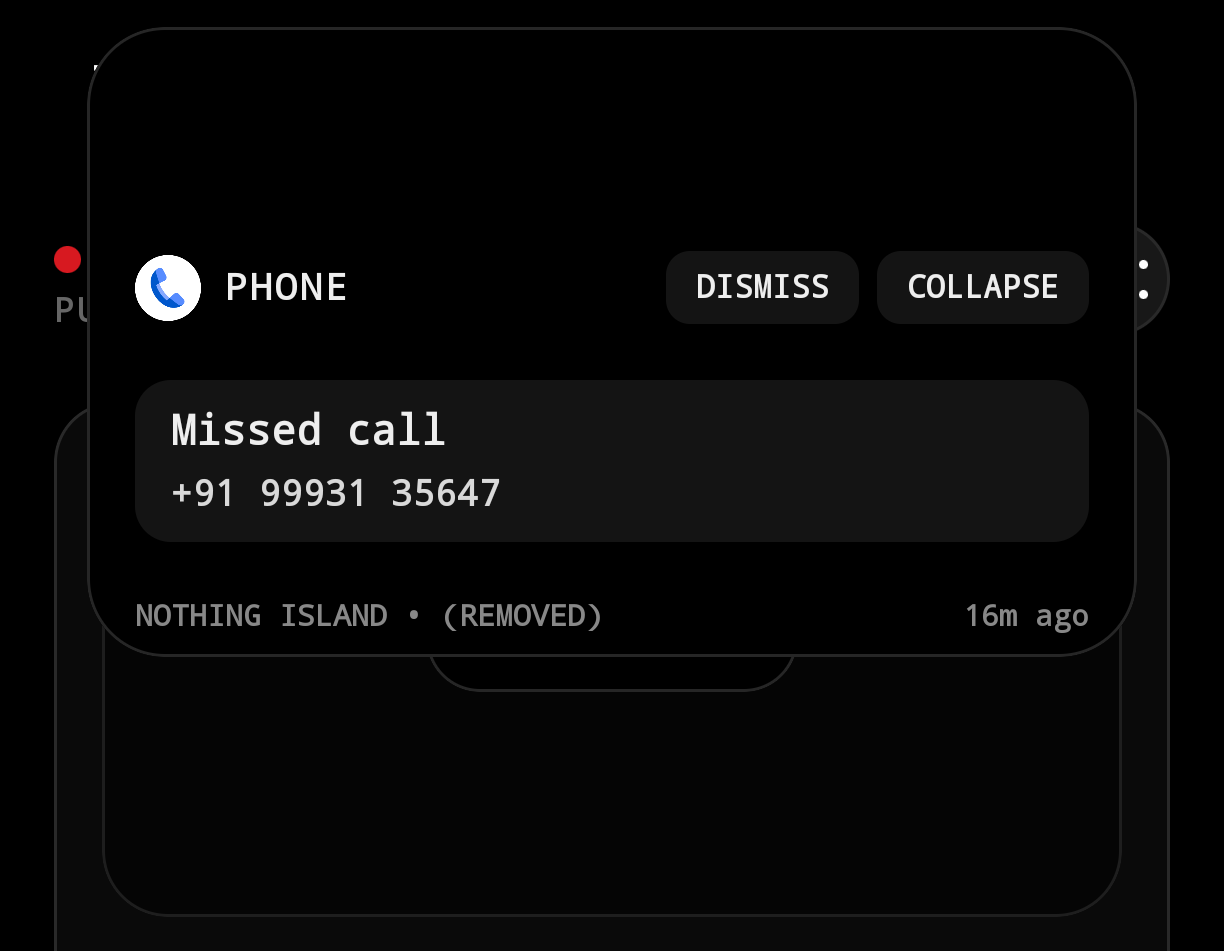 PHONE
DISMISS
COLLAPSE
Missed call
+91 99931 35647
NOTHING ISLAND • (REMOVED)
16m ago